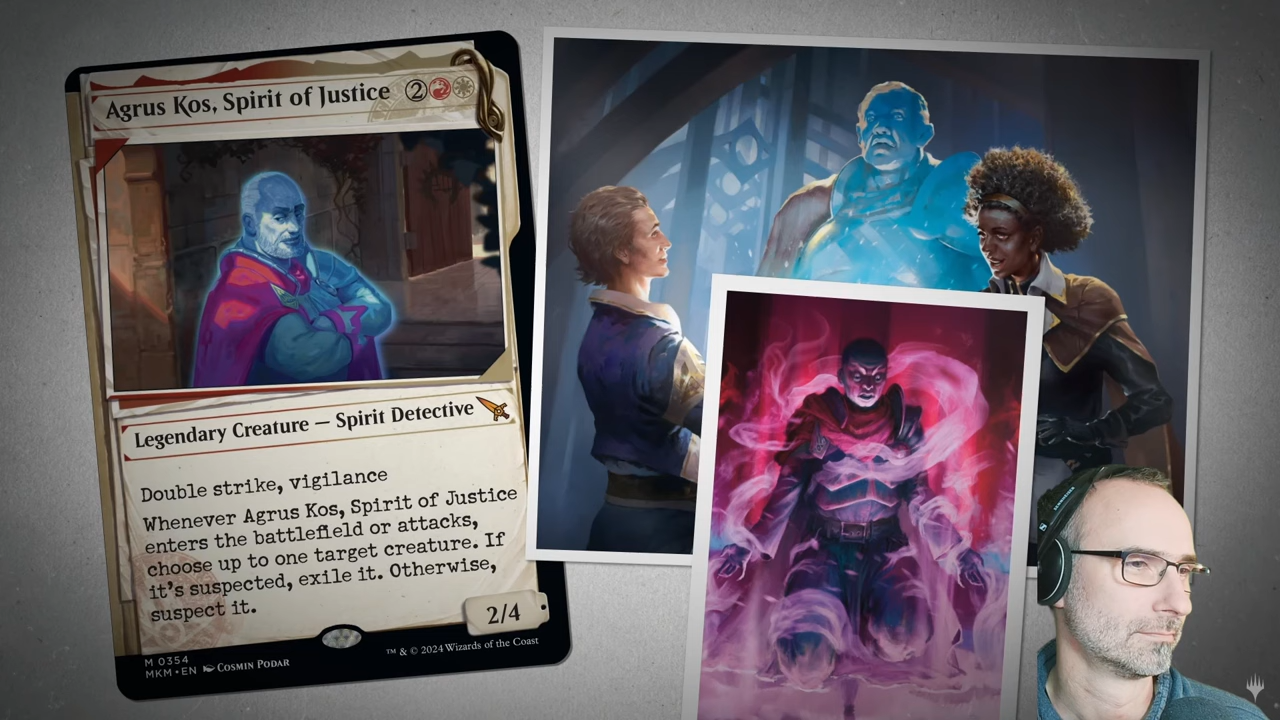 Agrus Kos, Spirit of Justice 2
Legendary Creature — Spirit Detective
Double strike, vigilance
Whenever Agrus Kos, Spirit of Justice
enters the battlefield or attacks,
choose up to one target creature. If
it's suspected, exile it. Otherwise,
suspect it.
2/4
M 0354
MKM • EN COSMIN PODAR
™ & © 2024 Wizards of the Coast
SENNHEISER